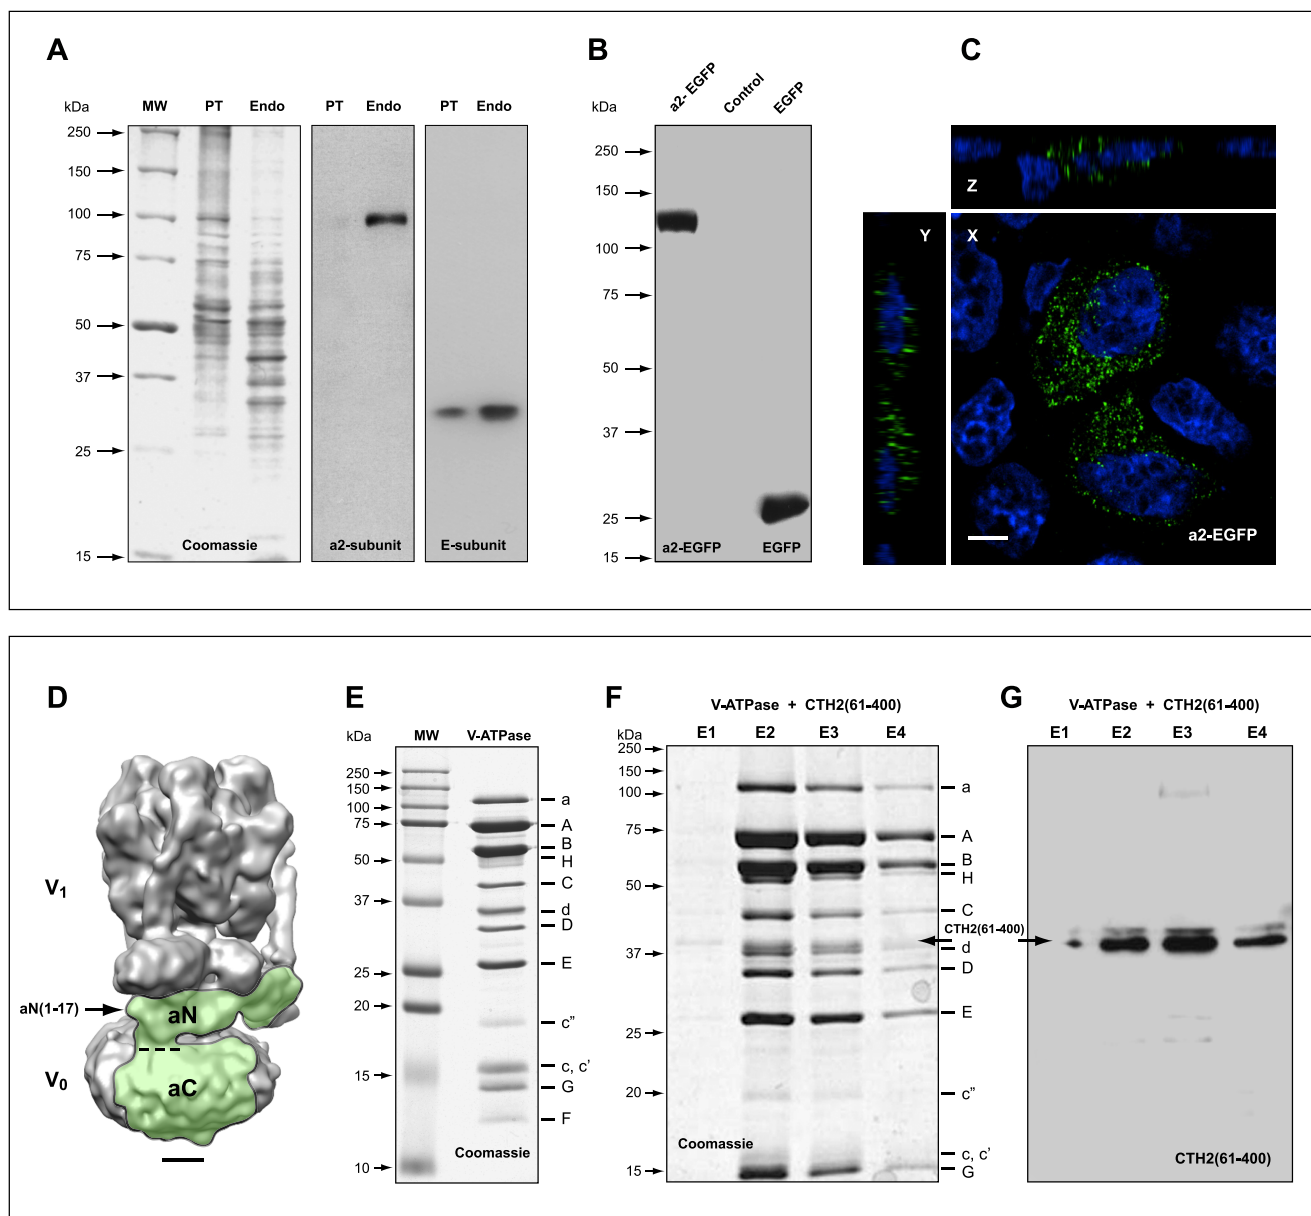 A
kDa
MW PT Endo
PT Endo
PT Endo
250
150
100
75
50
37
25
15
Coomassie
a2-subunit
E-subunit
B
kDa
a2- EGFP
Control
EGFP
250
150
100
75
50
37
25
15
a2-EGFP
EGFP
C
Z
Y
X
a2-EGFP
D
V1
aN(1-17)
aN
V0
aC
E
kDa
MW V-ATPase
250
150
100
75
50
37
25
20
15
10
a
A
B
H
C
d
D
E
c”
c, c’
G
F
Coomassie
F
V-ATPase + CTH2(61-400)
kDa
E1 E2 E3 E4
250
150
100
75
50
37
25
20
15
a
A
B
H
C
CTH2(61-400)
d
D
E
c”
c, c’
G
Coomassie
G
V-ATPase + CTH2(61-400)
E1 E2 E3 E4
CTH2(61-400)